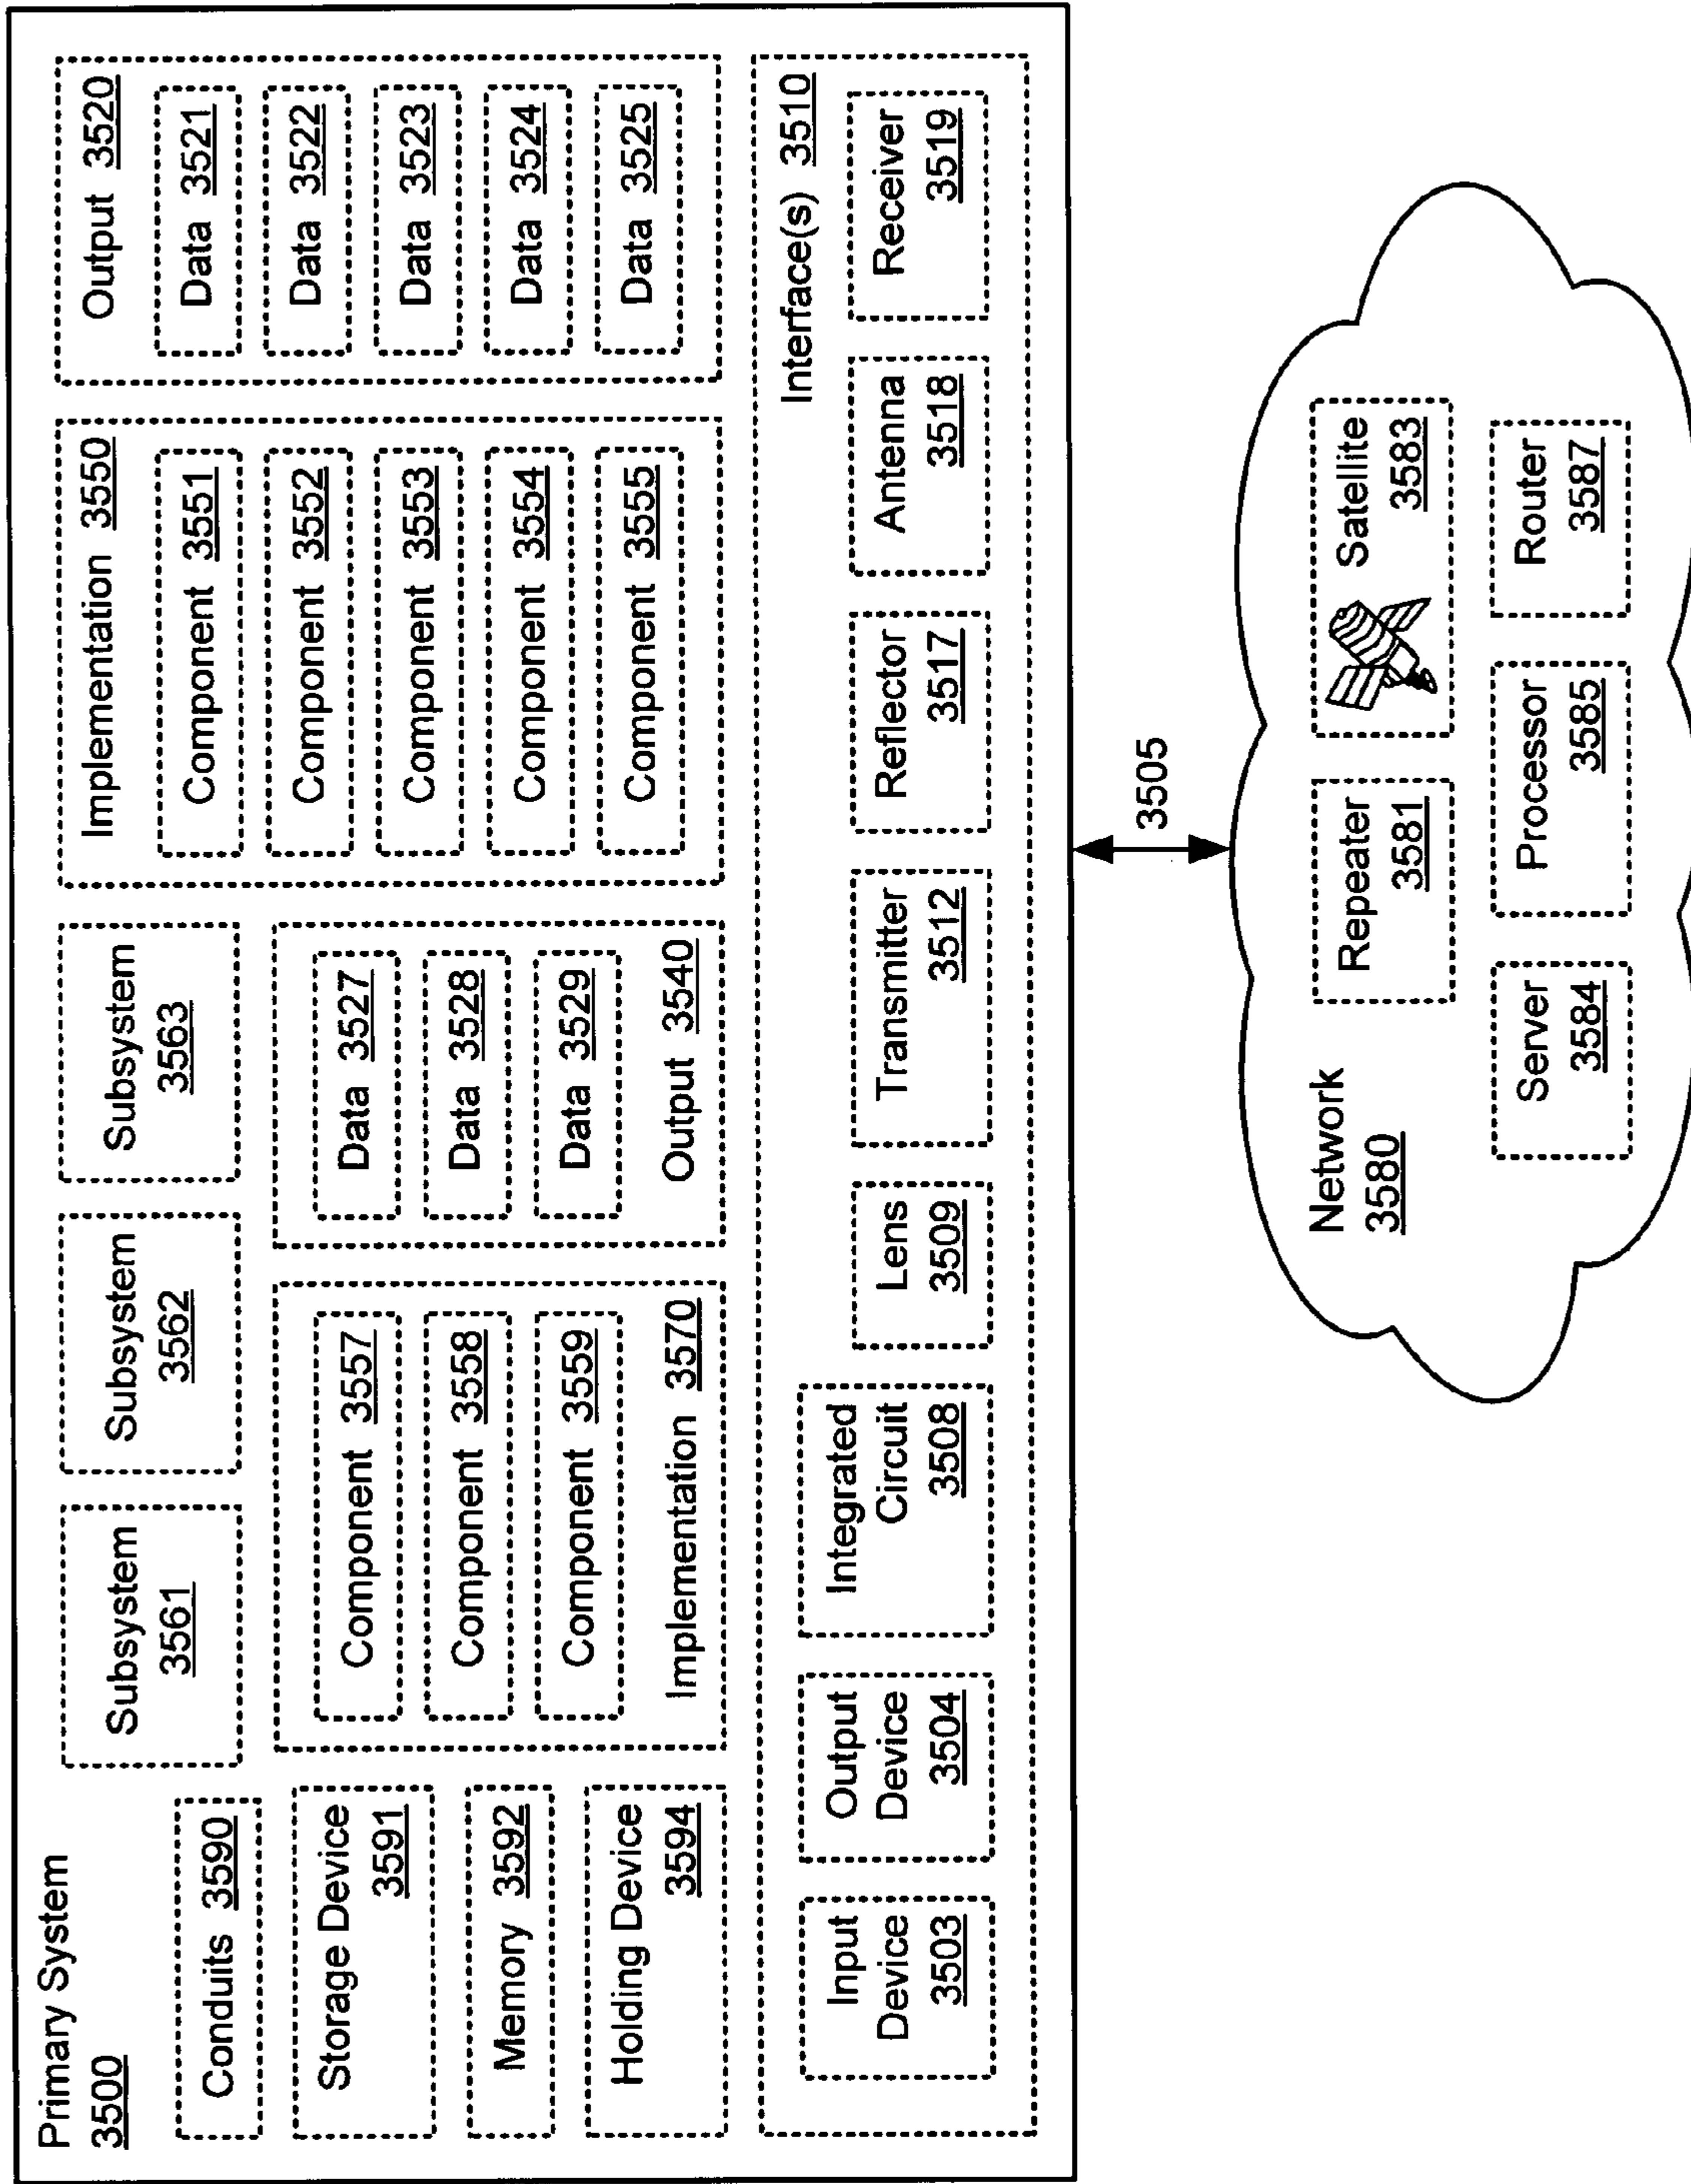 Primary System
3500
Conduits 3590
Storage Device
3591
Memory 3592
Holding Device
3594
Subsystem
3561
Subsystem
3562
Subsystem
3563
Component 3557
Component 3558
Component 3559
Implementation 3570
Data 3527
Data 3528
Data 3529
Output 3540
Implementation 3550
Component 3551
Component 3552
Component 3553
Component 3554
Component 3555
Output 3520
Data 3521
Data 3522
Data 3523
Data 3524
Data 3525
Interface(s) 3510
Input
Device
3503
Output
Device
3504
Integrated
Circuit
3508
Lens
3509
Transmitter
3512
Reflector
3517
Antenna
3518
Receiver
3519
3505
Network
3580
Repeater
3581
Satellite
3583
Server
3584
Processor
3585
Router
3587